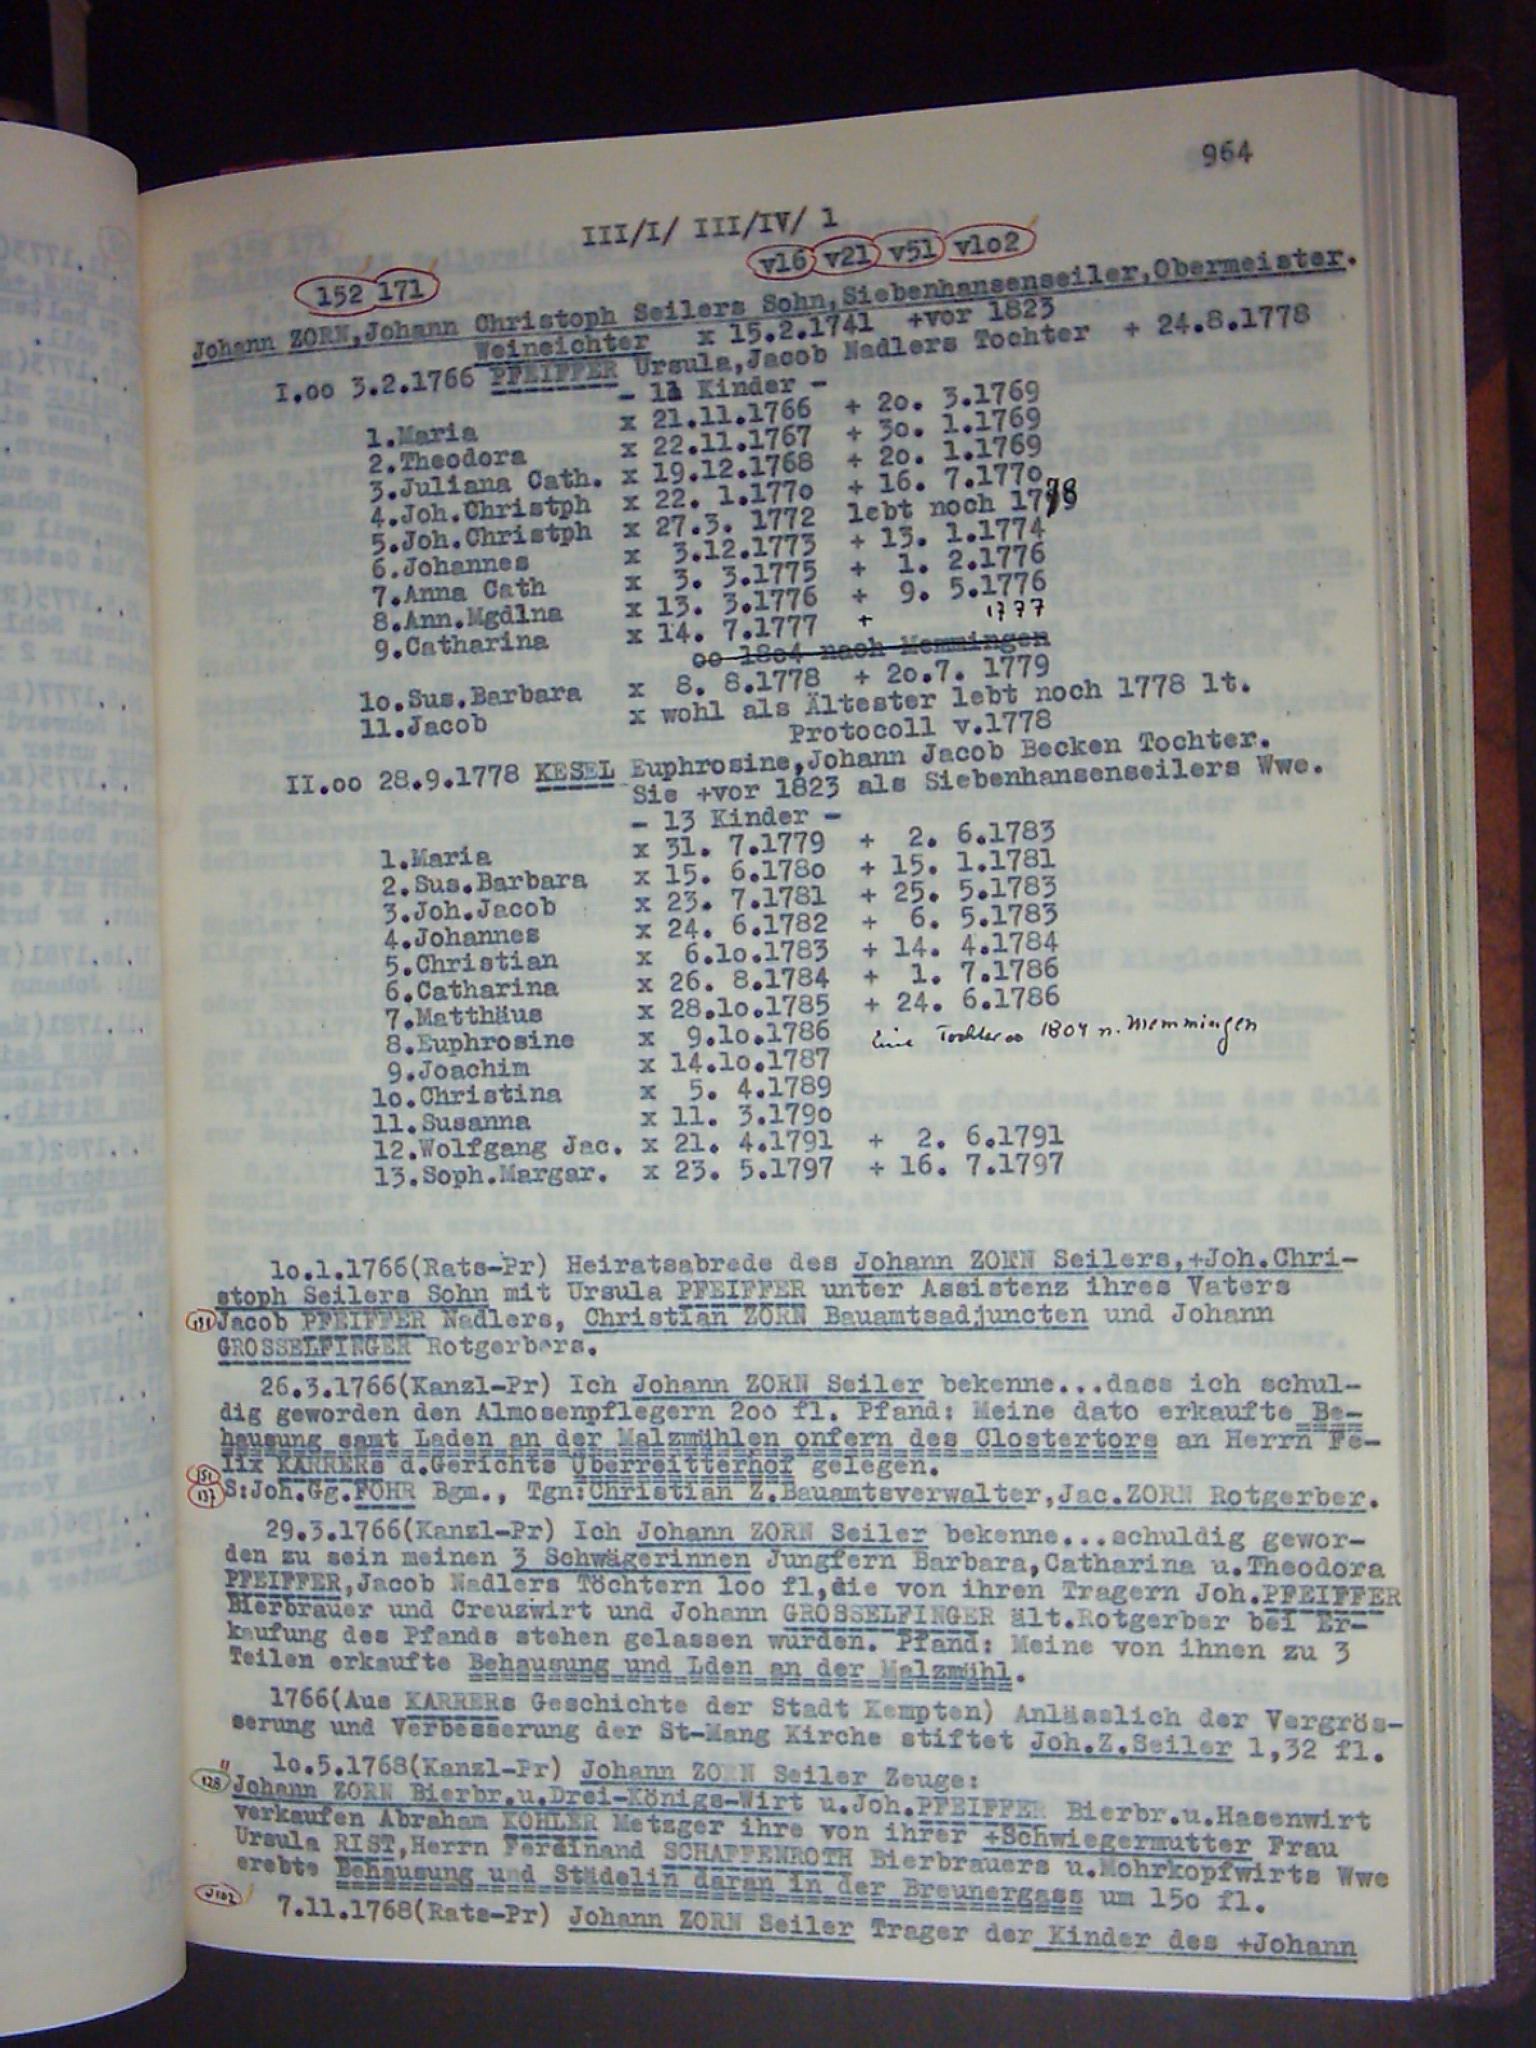 964
III/I/ III/IV/ 1
v16 v21 v51 v1o2
152 171
Johann ZORN,Johann Christoph Seilers Sohn,Siebenhansenseiler,Obermeister.
Weineichter x 15.2.1741 +vor 1823
I.oo 3.2.1766 PFEIFFER Ursula,Jacob Nadlers Tochter + 24.8.1778
- 11 Kinder -
1.Maria x 21.11.1766 + 2o. 3.1769
2.Theodora x 22.11.1767 + 3o. 1.1769
3.Juliana Cath. x 19.12.1768 + 2o. 1.1769
4.Joh.Christph x 22. 1.177o + 16. 7.177o
5.Joh.Christph x 27.3. 1772 lebt noch 1778
6.Johannes x 3.12.1773 + 13. 1.1774
7.Anna Cath x 3. 3.1775 + 1. 2.1776
8.Ann.Mgdlna x 13. 3.1776 + 9. 5.1776
9.Catharina x 14. 7.1777 + 1777
oo 18o4 nach Memmingen
1o.Sus.Barbara x 8. 8.1778 + 2o.7. 1779
11.Jacob x wohl als Ältester lebt noch 1778 lt.
Protocoll v.1778
II.oo 28.9.1778 KESEL Euphrosine,Johann Jacob Becken Tochter.
Sie +vor 1823 als Siebenhansenseilers Wwe.
- 13 Kinder -
1.Maria x 31. 7.1779 + 2. 6.1783
2.Sus.Barbara x 15. 6.178o + 15. 1.1781
3.Joh.Jacob x 23. 7.1781 + 25. 5.1783
4.Johannes x 24. 6.1782 + 6. 5.1783
5.Christian x 6.1o.1783 + 14. 4.1784
6.Catharina x 26. 8.1784 + 1. 7.1786
7.Matthäus x 28.1o.1785 + 24. 6.1786
8.Euphrosine x 9.1o.1786 Eine Tochter oo 1804 n. Memmingen
9.Joachim x 14.1o.1787
1o.Christina x 5. 4.1789
11.Susanna x 11. 3.179o
12.Wolfgang Jac. x 21. 4.1791 + 2. 6.1791
13.Soph.Margar. x 23. 5.1797 + 16. 7.1797
1o.1.1766(Rats-Pr) Heiratsabrede des Johann ZORN Seilers,+Joh.Chri-
stoph Seilers Sohn mit Ursula PFEIFFER unter Assistenz ihres Vaters
151 Jacob PFEIFFER Nadlers, Christian ZORN Bauamtsadjuncten und Johann
GROSSELFINGER Rotgerbers.
26.3.1766(Kanzl-Pr) Ich Johann ZORN Seiler bekenne...dass ich schul-
dig geworden den Almosenpflegern 2oo fl. Pfand: Meine dato erkaufte Be-
hausung samt Laden an der Malzmühlen onfern des Clostertors an Herrn Fe-
151 lix KARRERs d.Gerichts Überreitterhof gelegen.
137 S:Joh.Gg.FOHR Bgm., Tgn:Christian Z.Bauamtsverwalter,Jac.ZORN Rotgerber.
29.3.1766(Kanzl-Pr) Ich Johann ZORN Seiler bekenne...schuldig gewor-
den zu sein meinen 3 Schwägerinnen Jungfern Barbara,Catharina u.Theodora
PFEIFFER,Jacob Nadlers Töchtern 1oo fl,die von ihren Tragern Joh.PFEIFFER
Bierbrauer und Creuzwirt und Johann GROSSELFINGER ält.Rotgerber bei Er-
kaufung des Pfands stehen gelassen wurden. Pfand: Meine von ihnen zu 3
Teilen erkaufte Behausung und Lden an der Malzmühl.
1766(Aus KARRERs Geschichte der Stadt Kempten) Anlässlich der Vergrös-
serung und Verbesserung der St-Mang Kirche stiftet Joh.Z.Seiler 1,32 fl.
1o.5.1768(Kanzl-Pr) Johann ZORN Seiler Zeuge:
128 Johann ZORN Bierbr.u.Drei-Königs-Wirt u.Joh.PFEIFFER Bierbr.u.Hasenwirt
verkaufen Abraham KOHLER Metzger ihre von ihrer +Schwiegermutter Frau
Ursula RIST,Herrn Ferdinand SCHAFFENROTH Bierbrauers u.Mohrkopfwirts Wwe
erebte Behausung und Städelin daran in der Breunergass um 15o fl.
7.11.1768(Rats-Pr) Johann ZORN Seiler Trager der Kinder des +Johann